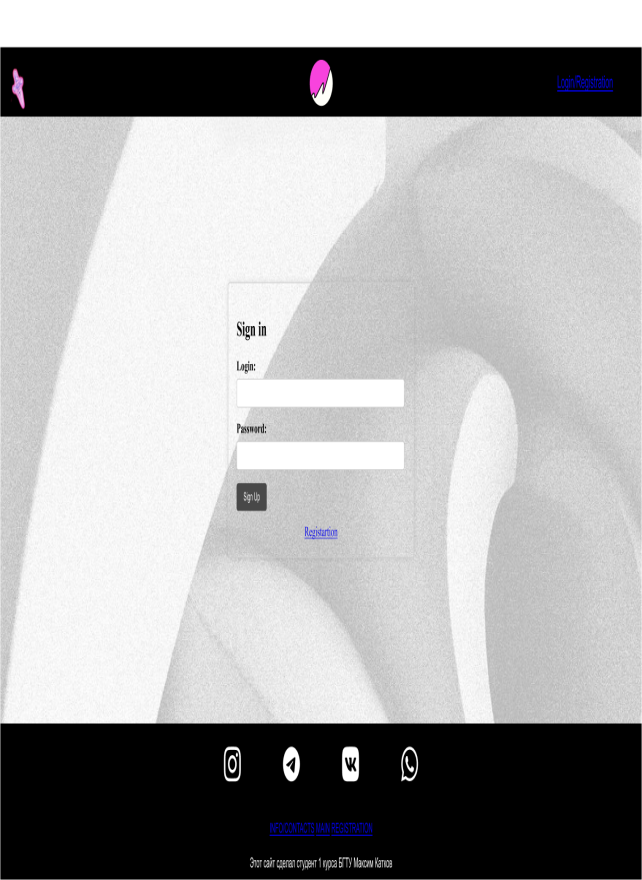 Login/Registration
Sign in
Login:
Password:
Sign Up
Registartion
INFO/CONTACTS MAIN REGISTRATION
Этот сайт сделал студент 1 курса БГТУ Максим Катков